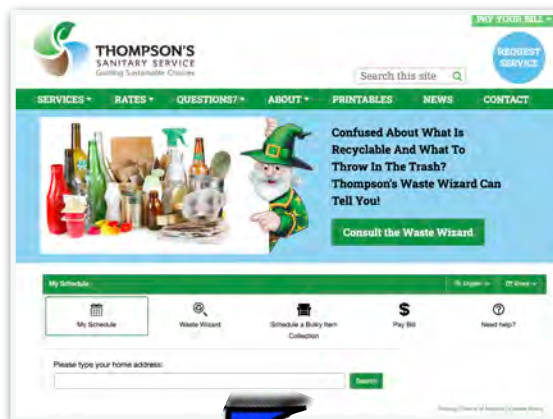 PAY YOUR BILL
THOMPSON'S
SANITARY SERVICE
Guiding Sustainable Choices
REQUEST
SERVICE
Search this site
SERVICES RATES QUESTIONS? ABOUT PRINTABLES NEWS CONTACT
Confused About What Is
Recyclable And What To
Throw In The Trash?
Thompson's Waste Wizard Can
Tell You!
Consult the Waste Wizard
My Schedule
English
Share
My Schedule
Waste Wizard
Schedule a Bulky Item
Collection
Pay Bill
Need help?
Please type your home address:
Search